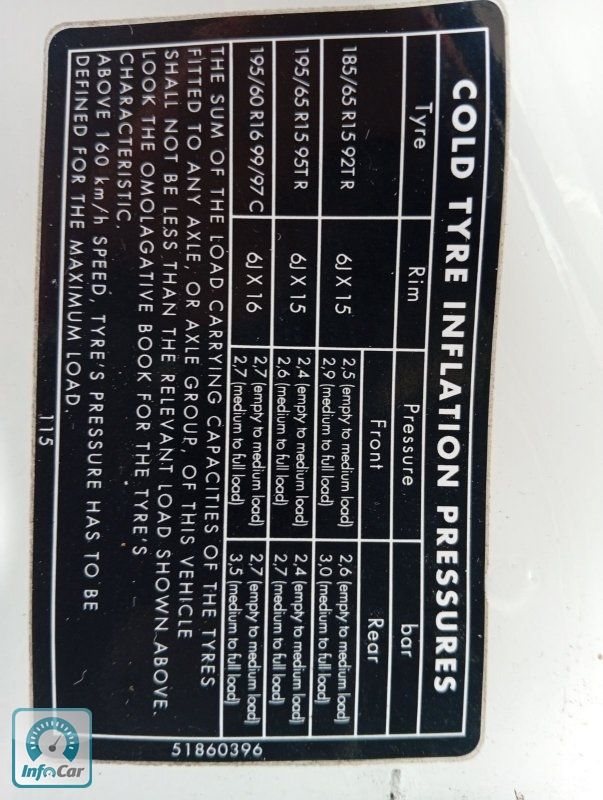 COLD TYRE INFLATION PRESSURES
Tyre Rim Pressure bar
Front Rear
185/65 R15 92T R 6J X 15 2,5 (empty to medium load) 2,6 (empty to medium load)
2,9 (medium to full load) 3,0 (medium to full load)
195/65 R15 95T R 6J X 15 2,4 (empty to medium load) 2,4 (empty to medium load)
2,6 (medium to full load) 2,7 (medium to full load)
195/60 R16 99/97 C 6J X 16 2,7 (empty to medium load) 2,7 (empty to medium load)
2,7 (medium to full load) 3,5 (medium to full load)
THE SUM OF THE LOAD CARRYING CAPACITIES OF THE TYRES
FITTED TO ANY AXLE, OR AXLE GROUP, OF THIS VEHICLE
SHALL NOT BE LESS THAN THE RELEVANT LOAD SHOWN ABOVE.
LOOK THE OMOLAGATIVE BOOK FOR THE TYRE'S
CHARACTERISTIC.
ABOVE 160 km/h SPEED, TYRE'S PRESSURE HAS TO BE
DEFINED FOR THE MAXIMUM LOAD.
115
51860396
InfoCar